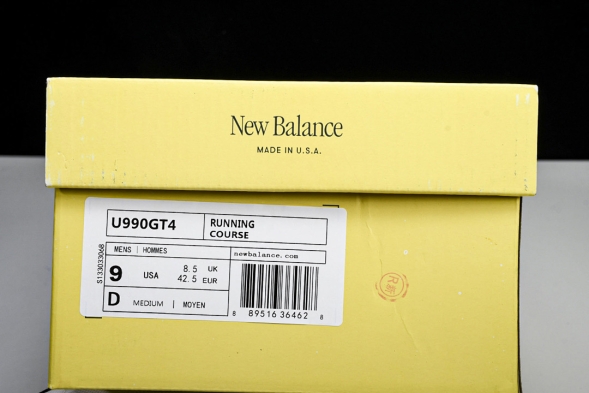 New Balance
MADE IN U.S.A.
U990GT4
RUNNING
COURSE
MENS | HOMMES
newbalance.com
S133033068
9 USA 8.5 UK
42.5 EUR
D MEDIUM | MOYEN
8 89516 36462 8